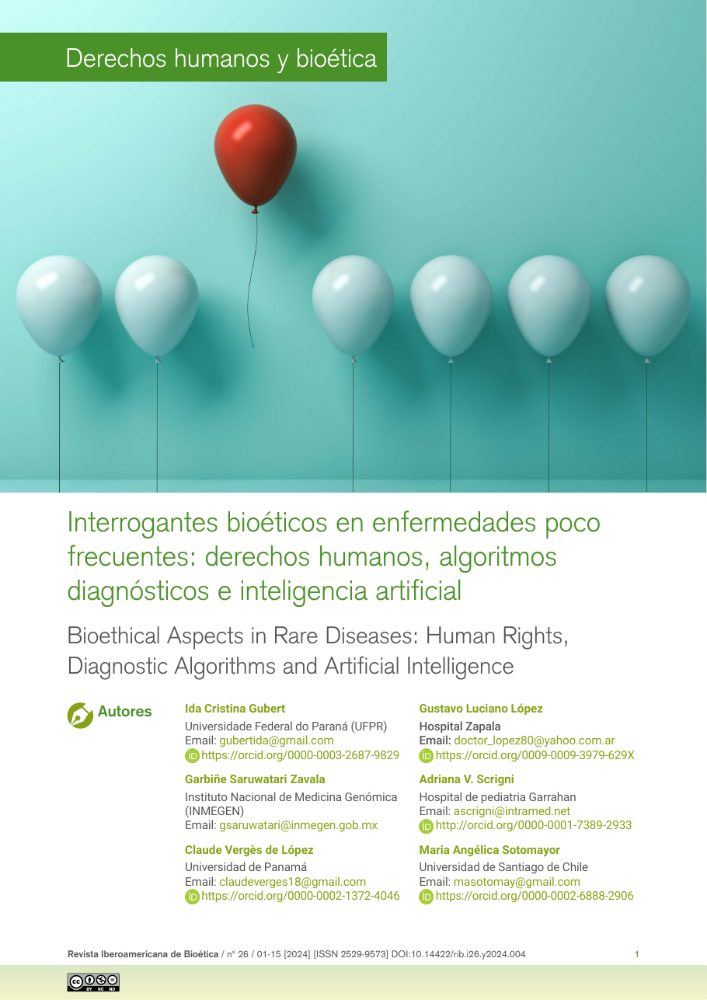 Derechos humanos y bioética
Interrogantes bioéticos en enfermedades poco
frecuentes: derechos humanos, algoritmos
diagnósticos e inteligencia artificial
Bioethical Aspects in Rare Diseases: Human Rights,
Diagnostic Algorithms and Artificial Intelligence
Autores
Ida Cristina Gubert
Universidade Federal do Paraná (UFPR)
Email: gubertida@gmail.com
iD https://orcid.org/0000-0003-2687-9829
Garbiñe Saruwatari Zavala
Instituto Nacional de Medicina Genómica
(INMEGEN)
Email: gsaruwatari@inmegen.gob.mx
Claude Vergès de López
Universidad de Panamá
Email: claudeverges18@gmail.com
iD https://orcid.org/0000-0002-1372-4046
Gustavo Luciano López
Hospital Zapala
Email: doctor_lopez80@yahoo.com.ar
iD https://orcid.org/0009-0009-3979-629X
Adriana V. Scrigni
Hospital de pediatria Garrahan
Email: ascrigni@intramed.net
iD http://orcid.org/0000-0001-7389-2933
Maria Angélica Sotomayor
Universidad de Santiago de Chile
Email: masotomay@gmail.com
iD https://orcid.org/0000-0002-6888-2906
Revista Iberoamericana de Bioética / nº 26 / 01-15 [2024] [ISSN 2529-9573] DOI:10.14422/rib.i26.y2024.004 1
cc BY NC ND